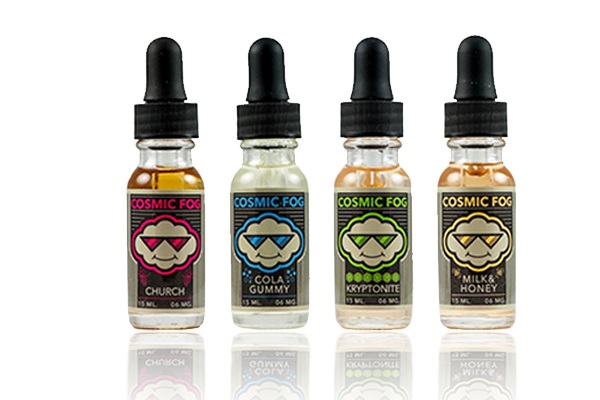 COSMIC FOG
CHURCH
15 ML. 06 MG.
COSMIC FOG
COLA
GUMMY
15 ML. 06 MG.
COSMIC FOG
KRYPTONITE
15 ML. 06 MG.
COSMIC FOG
MILK &
HONEY
15 ML. 06 MG.